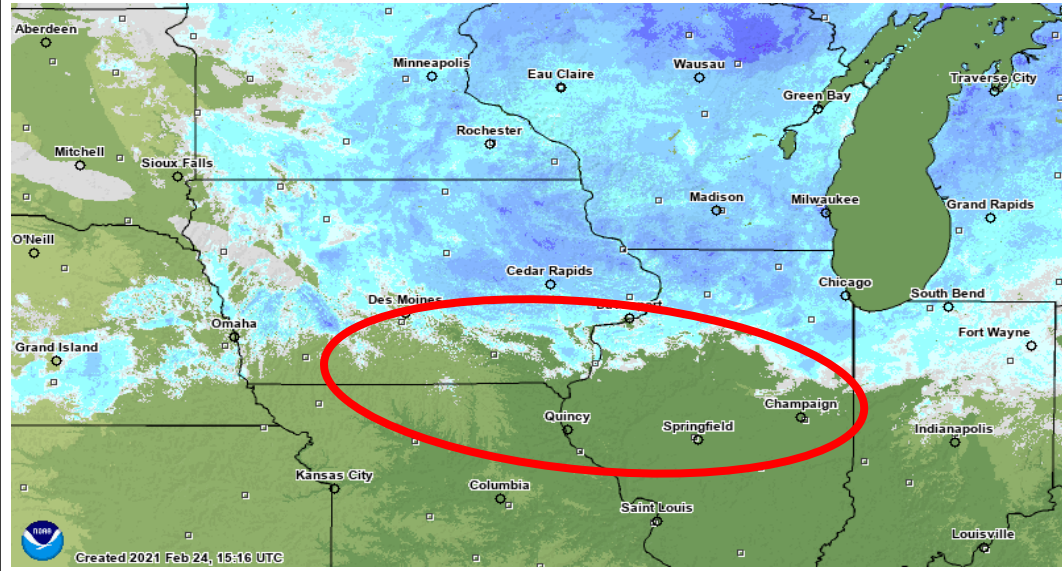 Aberdeen
Minneapolis
Eau Claire
Wausau
Traverse City
Green Bay
Rochester
Mitchell
Sioux Falls
Madison
Milwaukee
Grand Rapids
O'Neill
Cedar Rapids
Chicago
South Bend
Des Moines
Omaha
Fort Wayne
Grand Island
Champaign
Quincy
Springfield
Indianapolis
Kansas City
Columbia
Saint Louis
NOAA
Louisville
Created 2021 Feb 24, 15:16 UTC